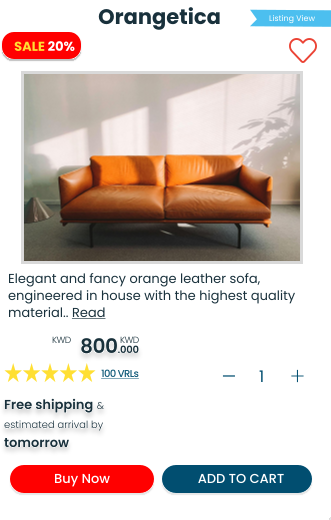 Orangetica
Listing View
SALE 20%
Elegant and fancy orange leather sofa,
engineered in house with the highest quality
material.. Read
KWD 800.000 KWD
100 VRLs
1
Free shipping &
estimated arrival by
tomorrow
Buy Now
ADD TO CART